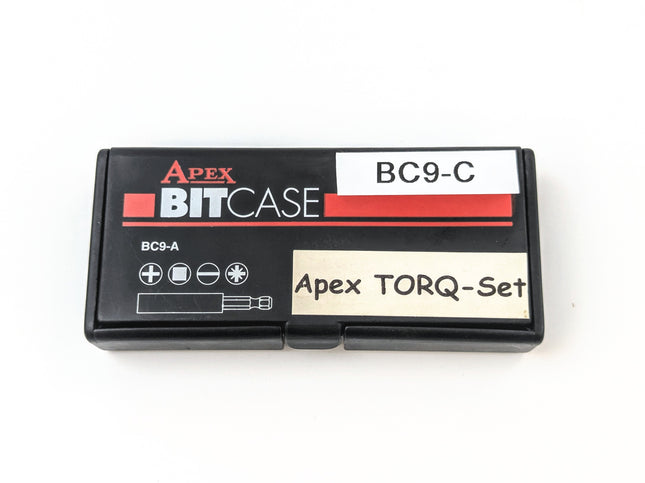 APEX
BC9-C
BITCASE
BC9-A
Apex TORQ-Set